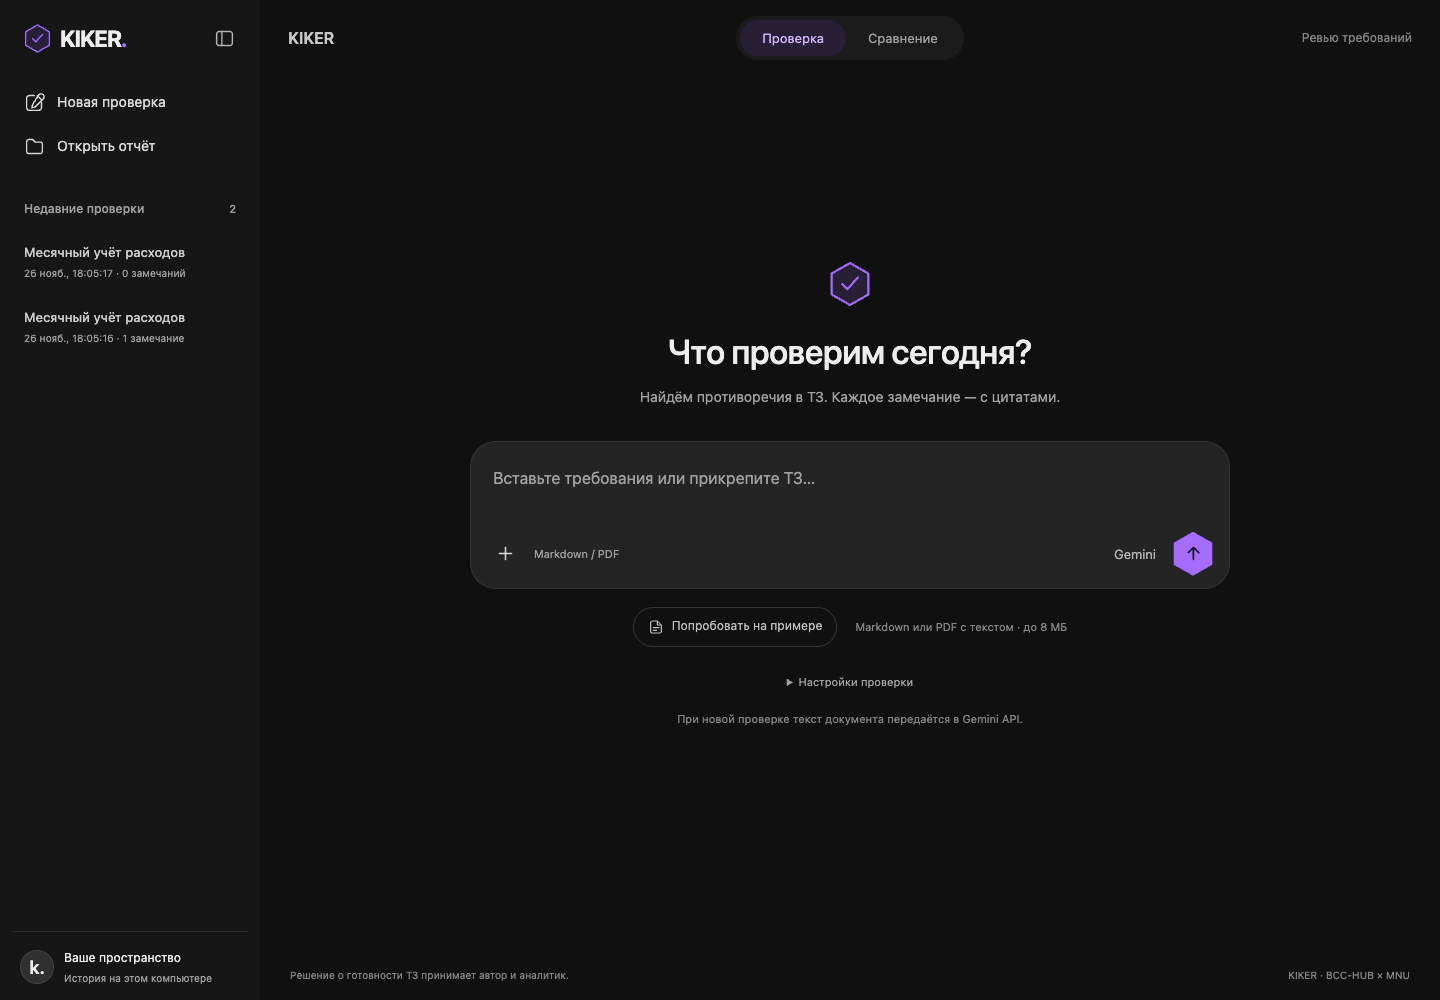 KIKER.
Новая проверка
Открыть отчёт
Недавние проверки 2
Месячный учёт расходов
26 нояб., 18:05:17 · 0 замечаний
Месячный учёт расходов
26 нояб., 18:05:16 · 1 замечание
k.
Ваше пространство
История на этом компьютере
KIKER
Проверка Сравнение
Ревью требований
Что проверим сегодня?
Найдём противоречия в ТЗ. Каждое замечание — с цитатами.
Вставьте требования или прикрепите ТЗ...
Markdown / PDF
Gemini
Попробовать на примере
Markdown или PDF с текстом · до 8 МБ
Настройки проверки
При новой проверке текст документа передаётся в Gemini API.
Решение о готовности ТЗ принимает автор и аналитик.
KIKER · BCC-HUB × MNU